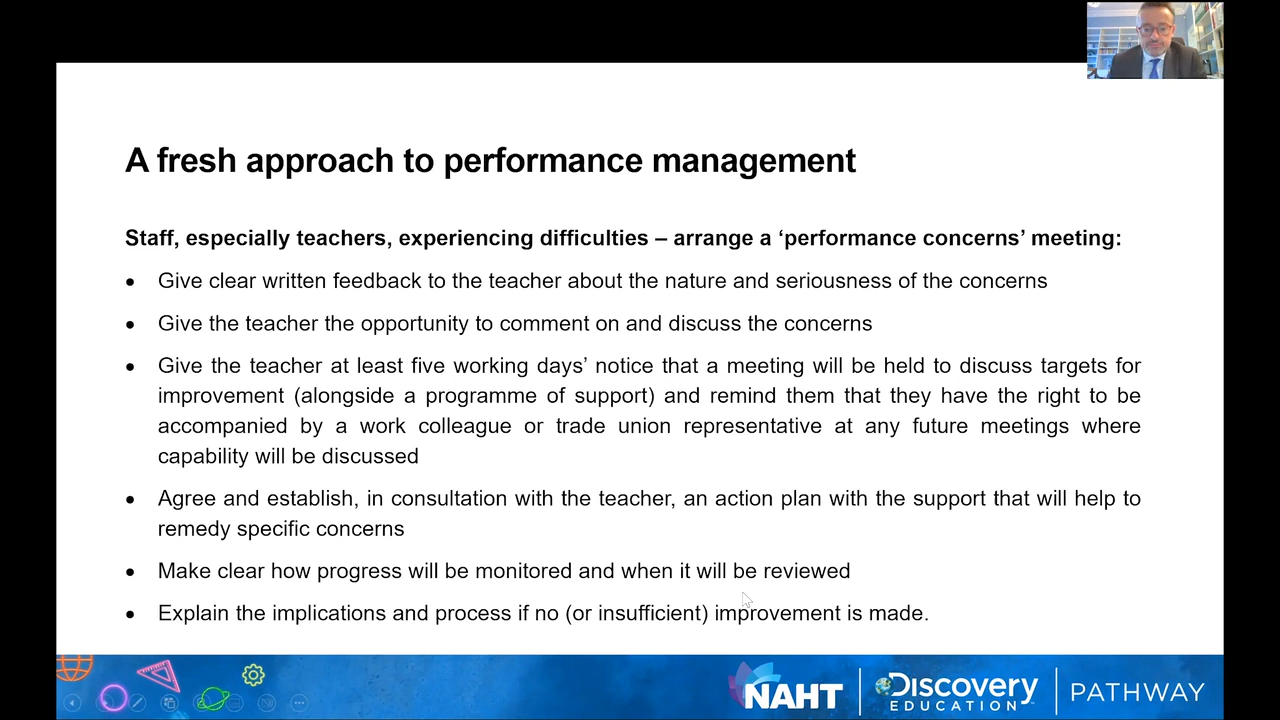 A fresh approach to performance management
Staff, especially teachers, experiencing difficulties – arrange a ‘performance concerns’ meeting:
• Give clear written feedback to the teacher about the nature and seriousness of the concerns
• Give the teacher the opportunity to comment on and discuss the concerns
• Give the teacher at least five working days’ notice that a meeting will be held to discuss targets for
improvement (alongside a programme of support) and remind them that they have the right to be
accompanied by a work colleague or trade union representative at any future meetings where
capability will be discussed
• Agree and establish, in consultation with the teacher, an action plan with the support that will help to
remedy specific concerns
• Make clear how progress will be monitored and when it will be reviewed
• Explain the implications and process if no (or insufficient) improvement is made.
NAHT
Discovery
EDUCATION
PATHWAY